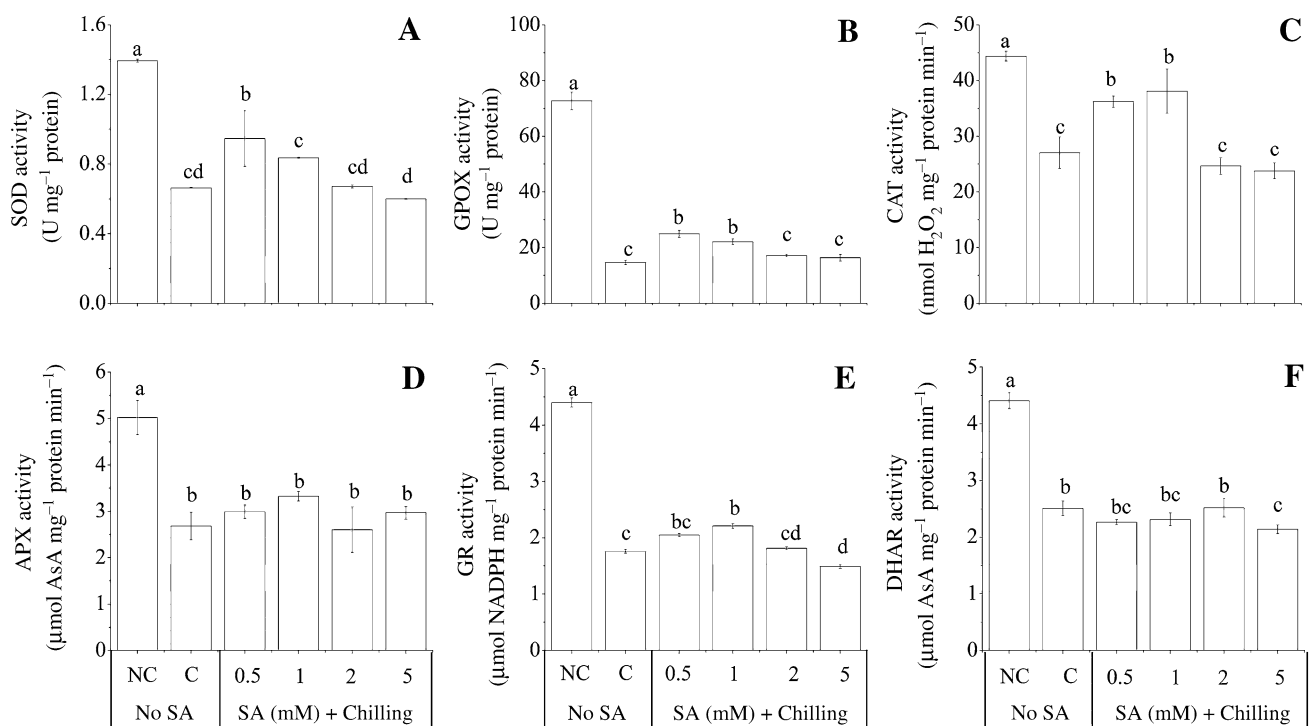 A
SOD activity
(U mg⁻¹ protein)
1.6
1.2
0.8
0.4
0.0
a
cd
b
c
cd
d
B
GPOX activity
(U mg⁻¹ protein)
100
80
60
40
20
0
a
c
b
b
c
c
C
CAT activity
(nmol H₂O₂ mg⁻¹ protein min⁻¹)
50
40
30
20
10
0
a
c
b
b
c
c
D
APX activity
(μmol AsA mg⁻¹ protein min⁻¹)
6
5
4
3
2
1
0
a
b
b
b
b
b
NC C 0.5 1 2 5
No SA SA (mM) + Chilling
E
GR activity
(μmol NADPH mg⁻¹ protein min⁻¹)
5
4
3
2
1
0
a
c
bc
b
cd
d
NC C 0.5 1 2 5
No SA SA (mM) + Chilling
F
DHAR activity
(μmol AsA mg⁻¹ protein min⁻¹)
5
4
3
2
1
0
a
b
bc
bc
b
c
NC C 0.5 1 2 5
No SA SA (mM) + Chilling